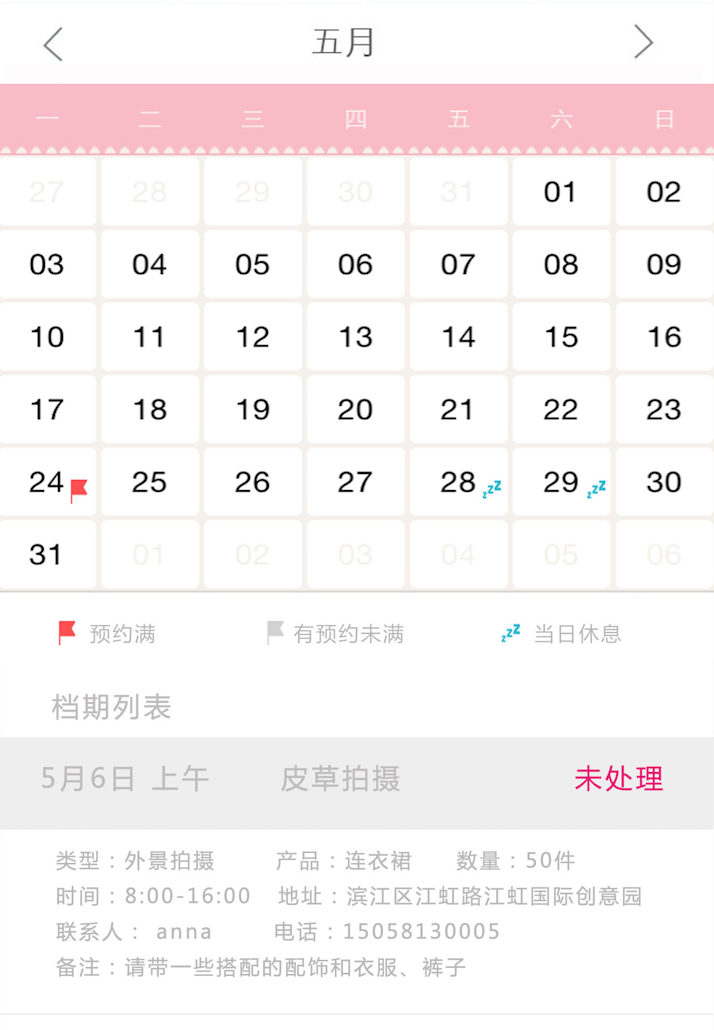 五月
一 二 三 四 五 六 日
27 28 29 30 31 01 02
03 04 05 06 07 08 09
10 11 12 13 14 15 16
17 18 19 20 21 22 23
24 25 26 27 28 zzZ 29 zzZ 30
31 01 02 03 04 05 06
预约满 有预约未满 zzZ 当日休息
档期列表
5月6日 上午 皮草拍摄 未处理
类型：外景拍摄 产品：连衣裙 数量：50件
时间：8:00-16:00 地址：滨江区江虹路江虹国际创意园
联系人： anna 电话：15058130005
备注：请带一些搭配的配饰和衣服、裤子